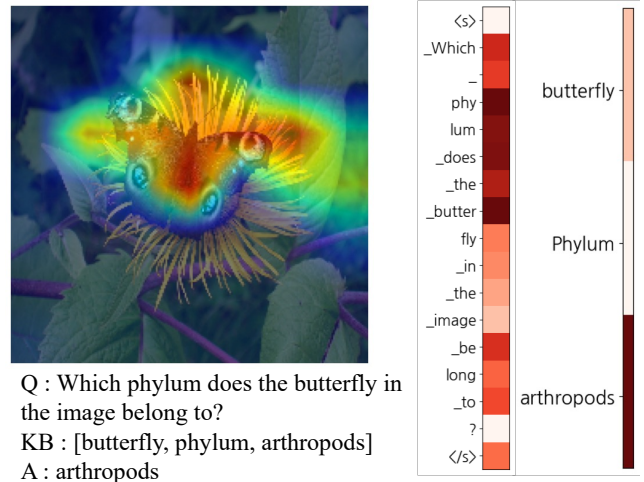 Q : Which phylum does the butterfly in
the image belong to?
KB : [butterfly, phylum, arthropods]
A : arthropods
<s>
_Which
_
phy
lum
_does
_the
_butter
fly
_in
_the
_image
_be
long
_to
?
</s>
butterfly
Phylum
arthropods